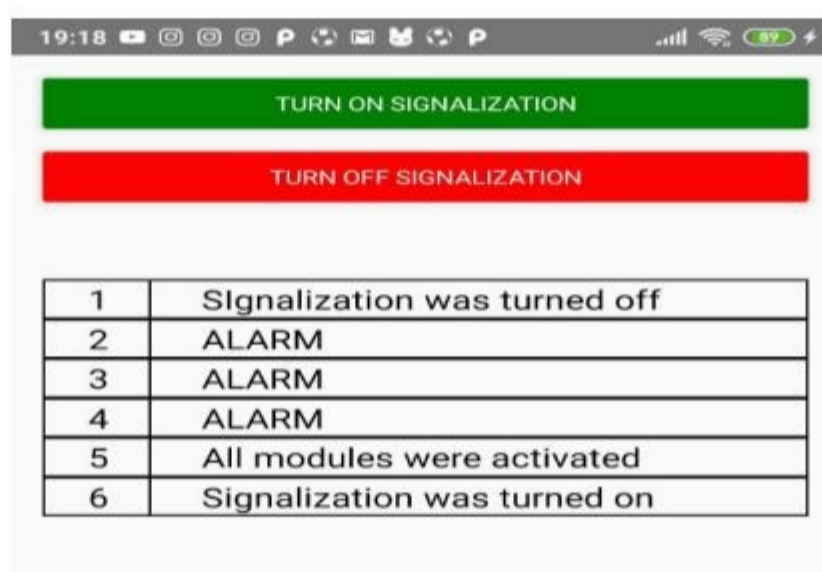 19:18 89
TURN ON SIGNALIZATION
TURN OFF SIGNALIZATION
1 SIgnalization was turned off
2 ALARM
3 ALARM
4 ALARM
5 All modules were activated
6 Signalization was turned on